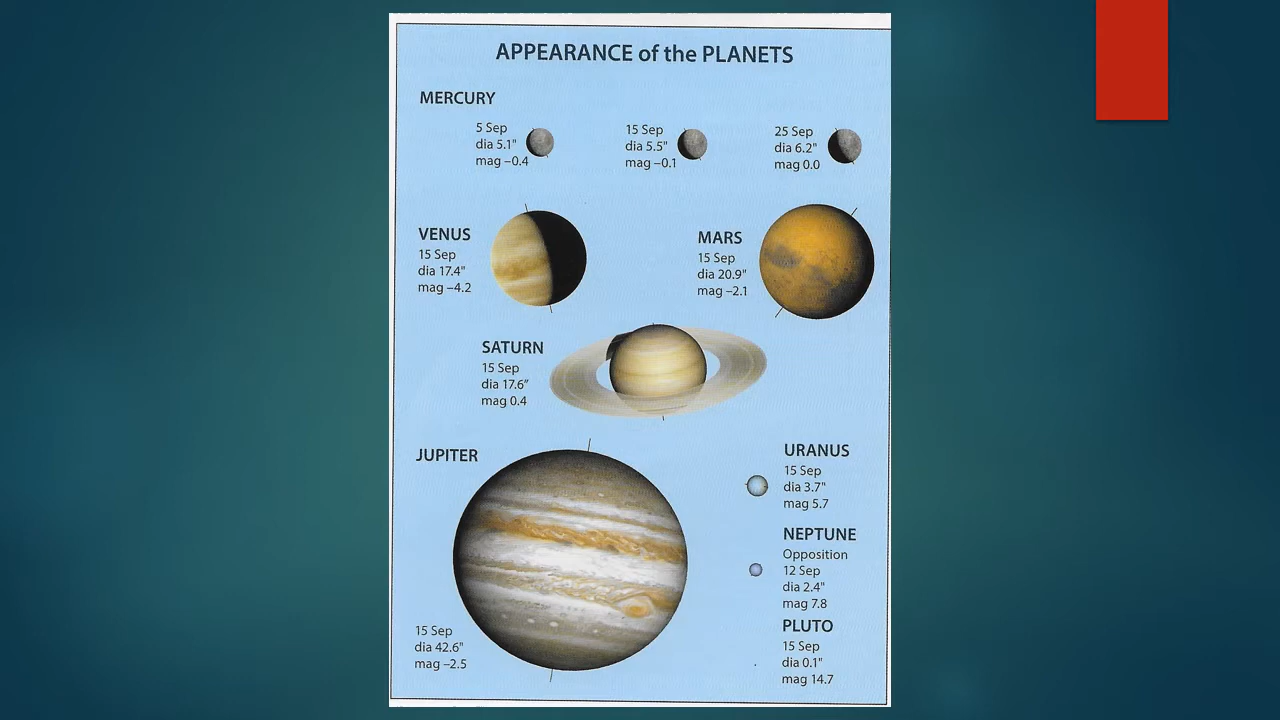 APPEARANCE of the PLANETS
MERCURY
5 Sep
dia 5.1"
mag –0.4
15 Sep
dia 5.5"
mag –0.1
25 Sep
dia 6.2"
mag 0.0
VENUS
15 Sep
dia 17.4"
mag –4.2
MARS
15 Sep
dia 20.9"
mag –2.1
SATURN
15 Sep
dia 17.6"
mag 0.4
JUPITER
15 Sep
dia 42.6"
mag –2.5
URANUS
15 Sep
dia 3.7"
mag 5.7
NEPTUNE
Opposition
12 Sep
dia 2.4"
mag 7.8
PLUTO
15 Sep
dia 0.1"
mag 14.7